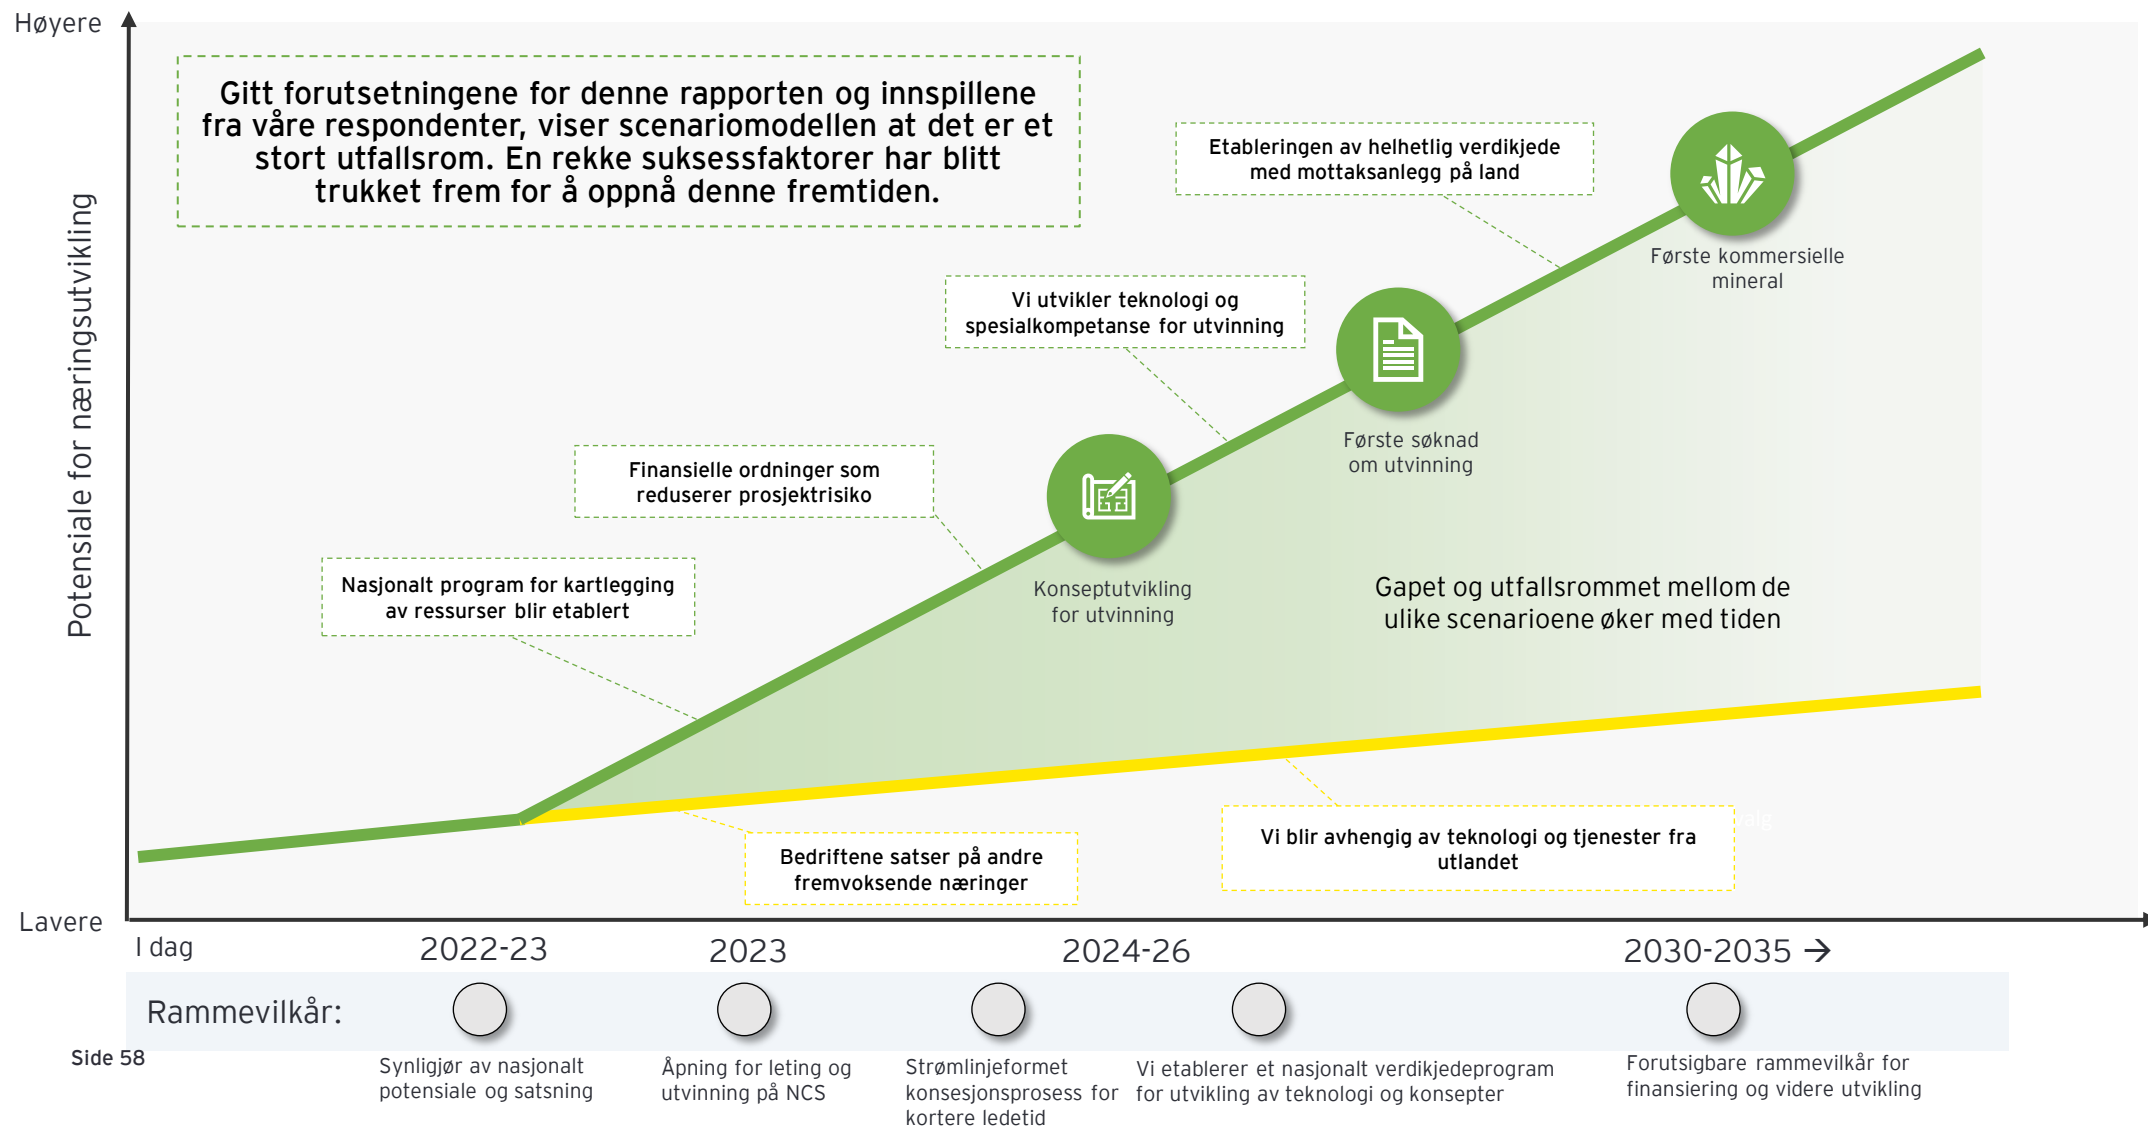 Høyere
Gitt forutsetningene for denne rapporten og innspillene
fra våre respondenter, viser scenariomodellen at det er et
stort utfallsrom. En rekke suksessfaktorer har blitt
trukket frem for å oppnå denne fremtiden.
Etableringen av helhetlig verdikjede
med mottaksanlegg på land
Første kommersielle
mineral
Vi utvikler teknologi og
spesialkompetanse for utvinning
Første søknad
om utvinning
Potensiale for næringsutvikling
Finansielle ordninger som
reduserer prosjektrisiko
Konseptutvikling
for utvinning
Nasjonalt program for kartlegging
av ressurser blir etablert
Gapet og utfallsrommet mellom de
ulike scenarioene øker med tiden
Bedriftene satser på andre
fremvoksende næringer
Vi blir avhengig av teknologi og tjenester fra
utlandet
alg
Lavere
I dag
2022-23
2023
2024-26
2030-2035 →
Rammevilkår:
Side 58
Synligjør av nasjonalt
potensiale og satsning
Åpning for leting og
utvinning på NCS
Strømlinjeformet
konsesjonsprosess for
kortere ledetid
Vi etablerer et nasjonalt verdikjedeprogram
for utvikling av teknologi og konsepter
Forutsigbare rammevilkår for
finansiering og videre utvikling